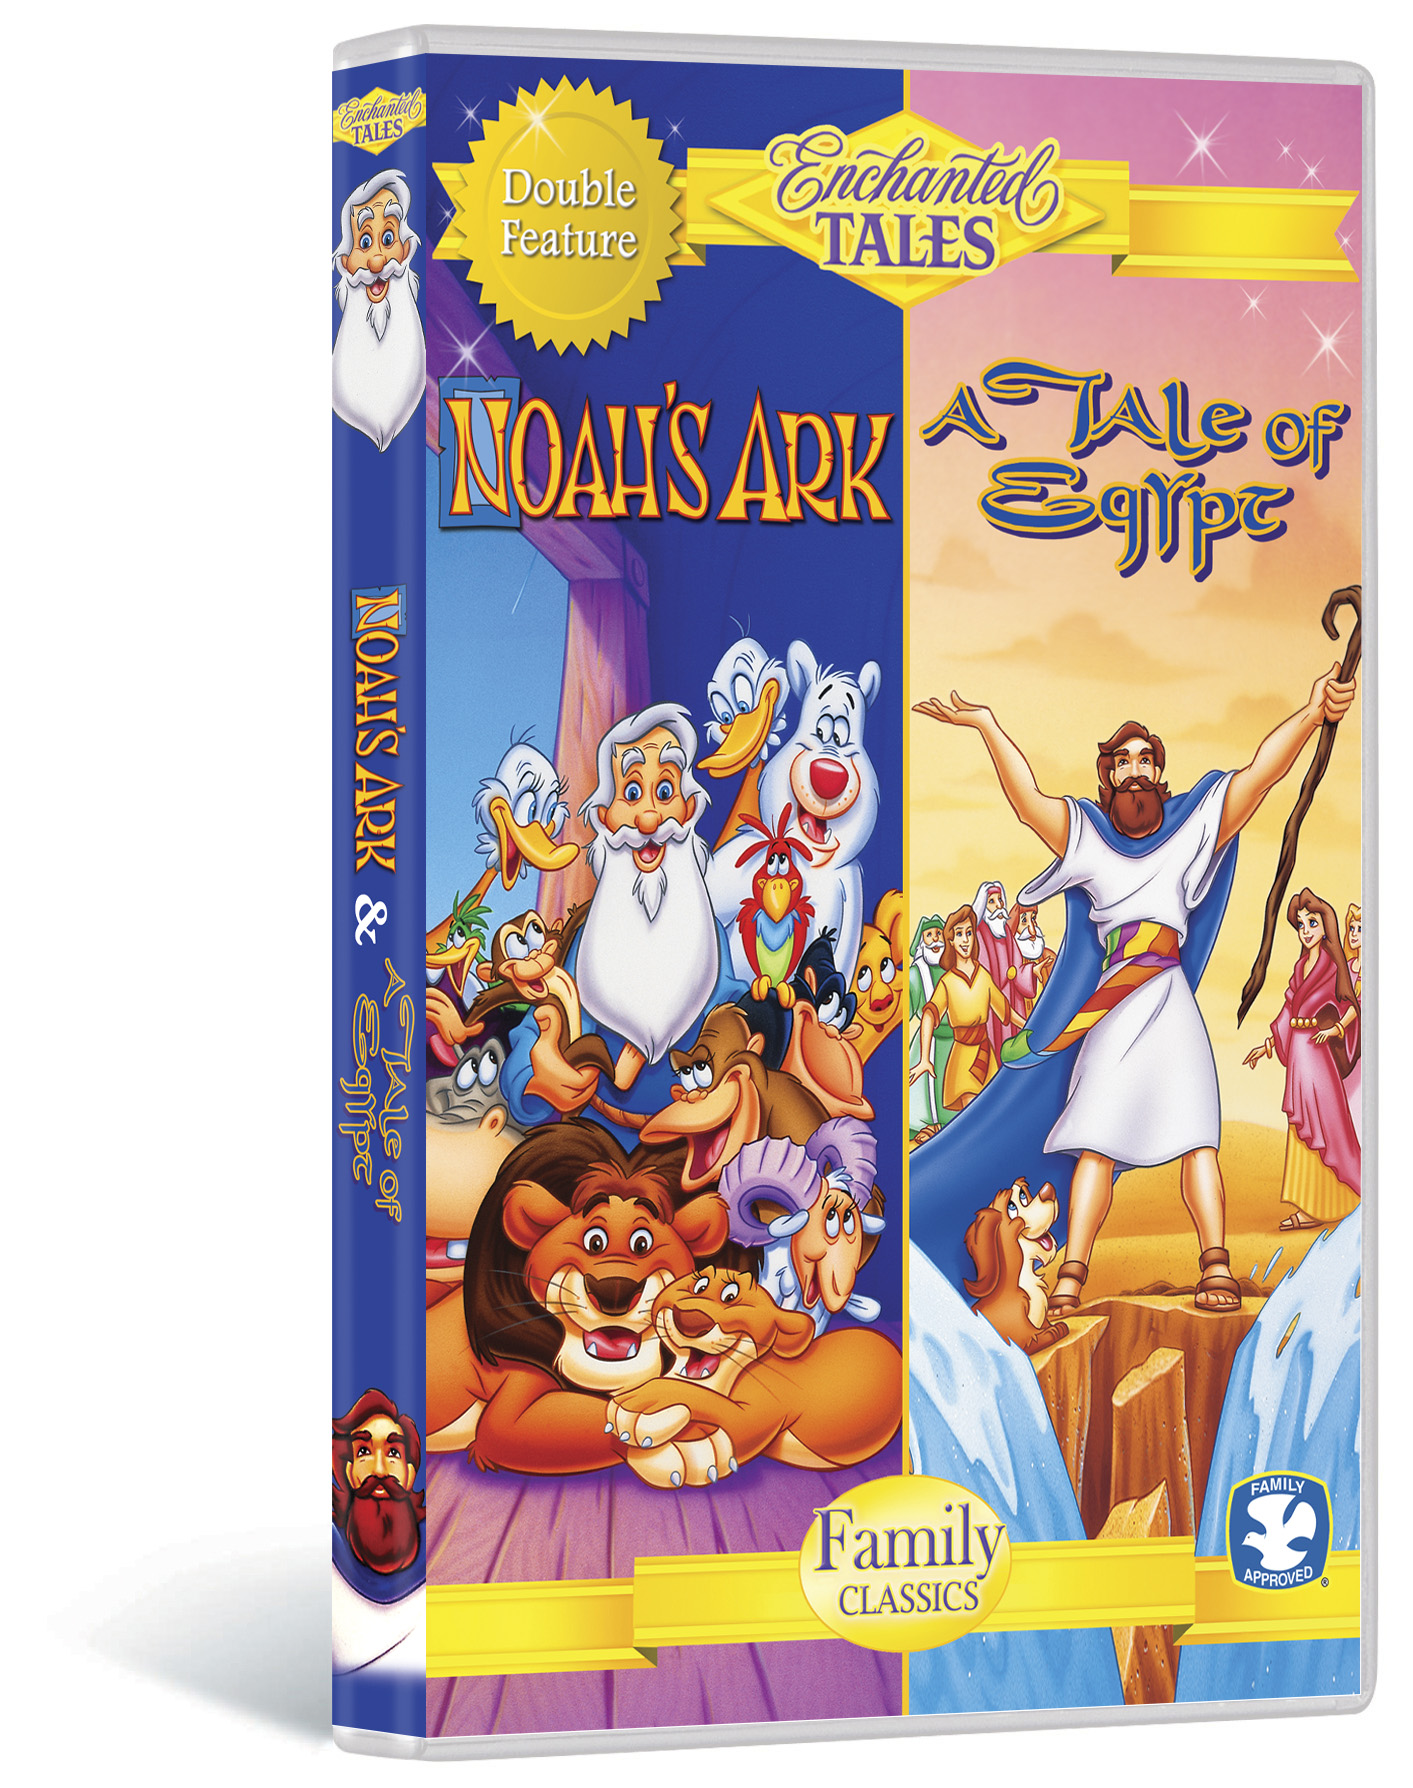 Enchanted
TALES
NOAH'S ARK & A TALE OF
EGYPT
Double
Feature
Enchanted
TALES
NOAH'S ARK
A TALE OF
EGYPT
Family
CLASSICS
FAMILY
APPROVED
®